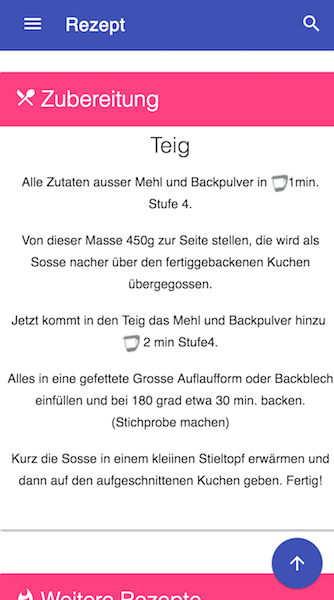 Rezept
Zubereitung
Teig
Alle Zutaten ausser Mehl und Backpulver in 1min.
Stufe 4.
Von dieser Masse 450g zur Seite stellen, die wird als
Sosse nacher über den fertiggebackenen Kuchen
übergegossen.
Jetzt kommt in den Teig das Mehl und Backpulver hinzu
2 min Stufe4.
Alles in eine gefettete Grosse Auflaufform oder Backblech
einfüllen und bei 180 grad etwa 30 min. backen.
(Stichprobe machen)
Kurz die Sosse in einem kleiinen Stieltopf erwärmen und
dann auf den aufgeschnittenen Kuchen geben. Fertig!
Weitere Rezepte